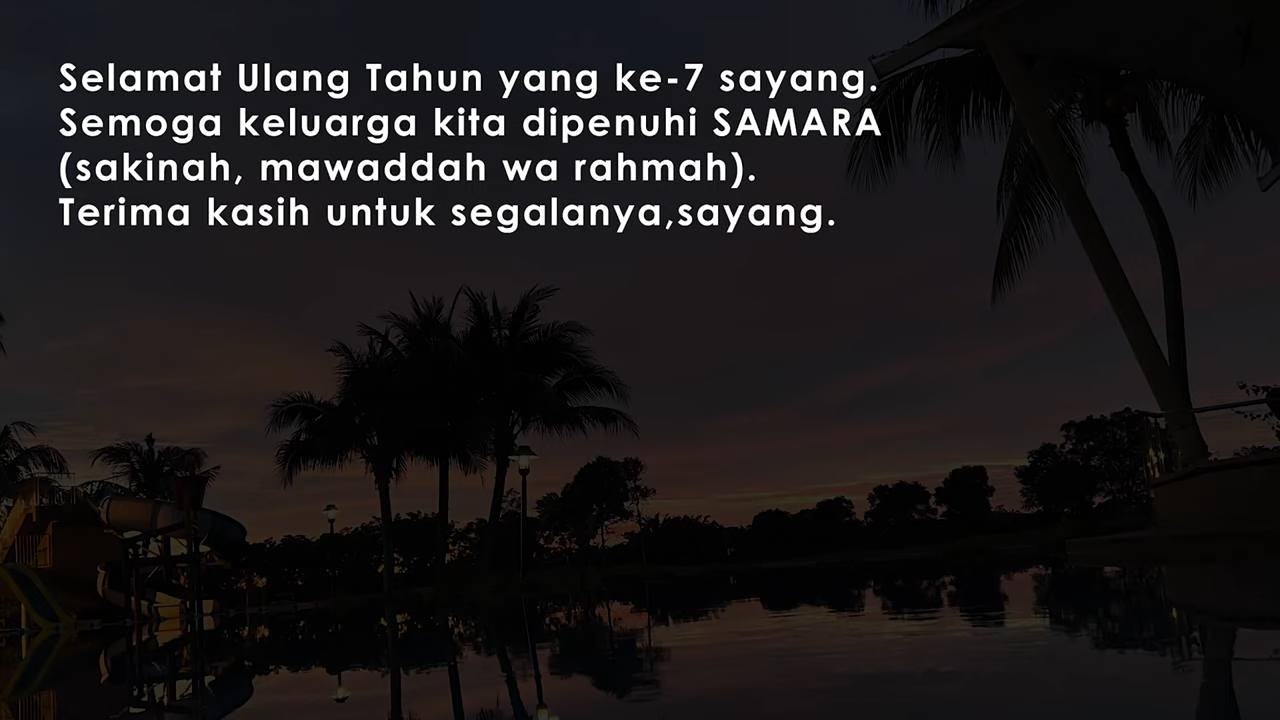 Selamat Ulang Tahun yang ke-7 sayang.
Semoga keluarga kita dipenuhi SAMARA
(sakinah, mawaddah wa rahmah).
Terima kasih untuk segalanya,sayang.